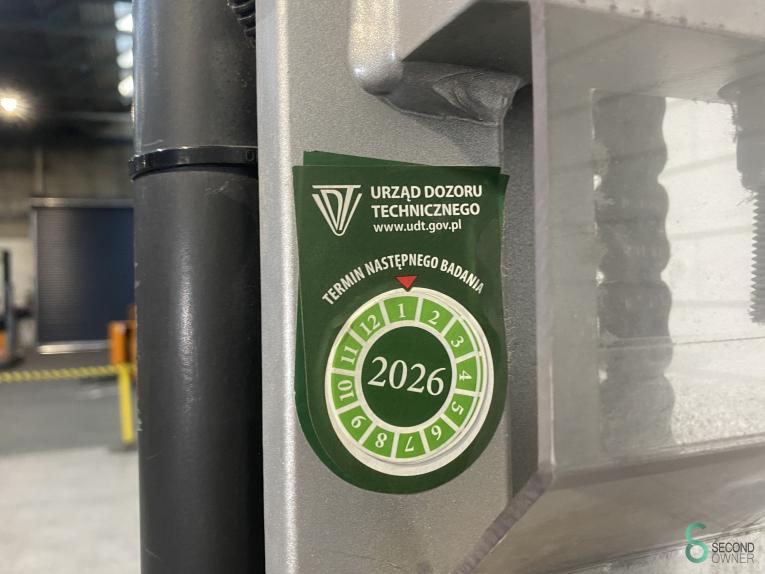 URZĄD DOZORU
TECHNICZNEGO
www.udt.gov.pl
TERMIN NASTĘPNEGO BADANIA
1 2 3 4 5 6 7 8 9 10 11 12
2026
SECOND
OWNER